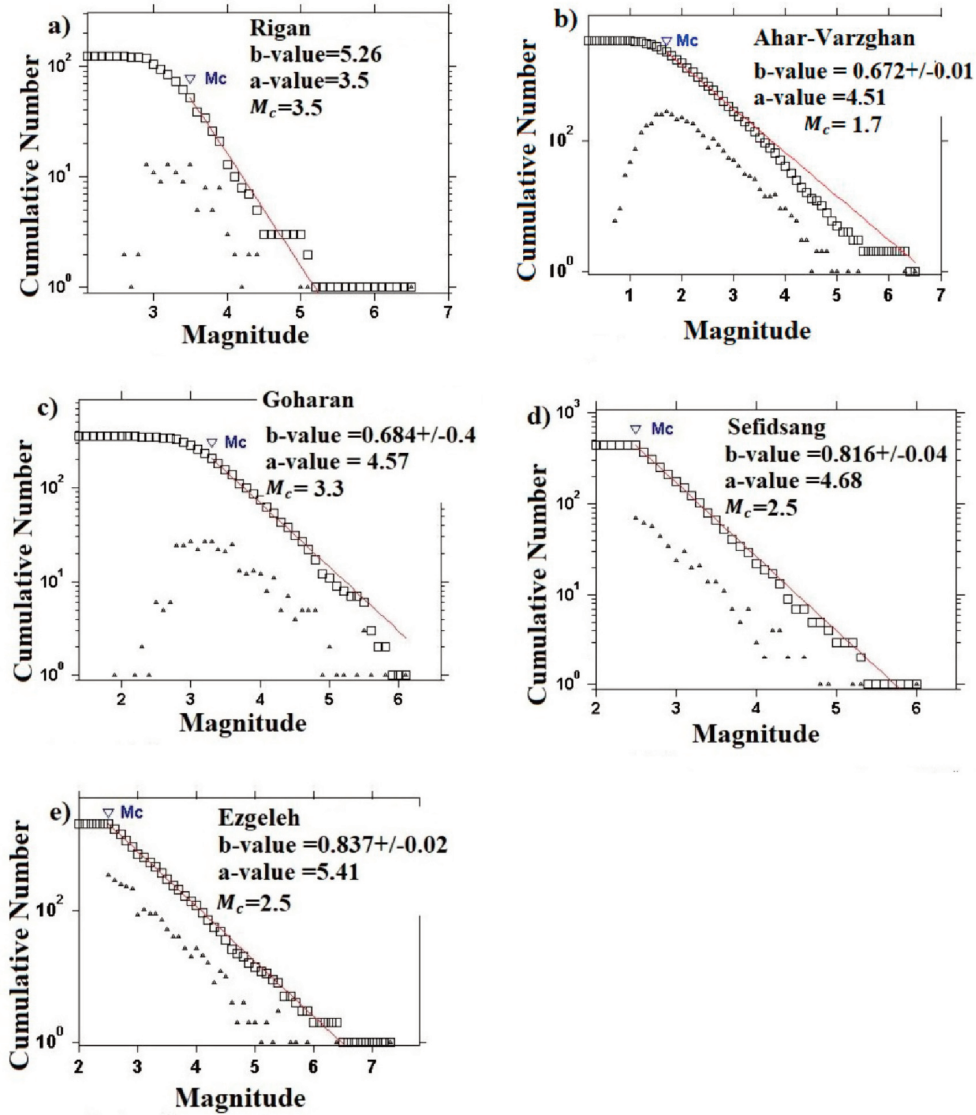 a) Rigan
b-value=5.26
a-value=3.5
Mc=3.5
Mc
10²
10¹
10⁰
3 4 5 6 7
Cumulative Number
Magnitude
b) Ahar-Varzghan
b-value = 0.672+/-0.01
a-value =4.51
Mc= 1.7
Mc
10²
10⁰
1 2 3 4 5 6 7
Cumulative Number
Magnitude
c) Goharan
b-value =0.684+/-0.4
a-value = 4.57
Mc= 3.3
Mc
10²
10¹
10⁰
2 3 4 5 6
Cumulative Number
Magnitude
d) Sefidsang
b-value =0.816+/-0.04
a-value =4.68
Mc=2.5
Mc
10³
10²
10¹
10⁰
2 3 4 5 6
Cumulative Number
Magnitude
e) Ezgeleh
b-value =0.837+/-0.02
a-value =5.41
Mc=2.5
Mc
10²
10⁰
2 3 4 5 6 7
Cumulative Number
Magnitude